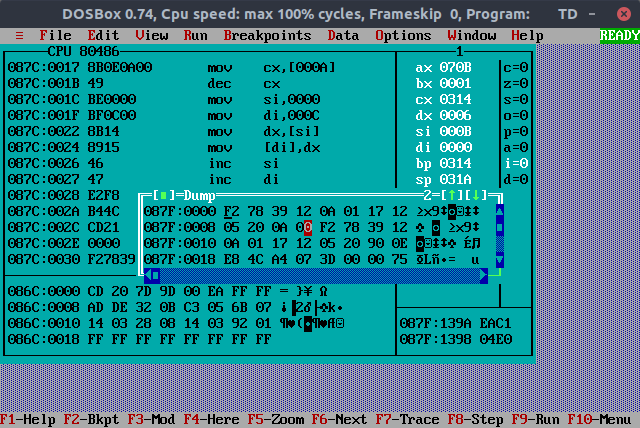 DOSBox 0.74, Cpu speed: max 100% cycles, Frameskip 0, Program: TD
≡ File Edit View Run Breakpoints Data Options Window Help READY
CPU 80486 1
087C:0017 8B0E0A00 mov cx,[000A] ax 070B c=0
087C:001B 49 dec cx bx 0001 z=0
087C:001C BE0000 mov si,0000 cx 0314 s=0
087C:001F BF0C00 mov di,000C dx 0006 o=0
087C:0022 8B14 mov dx,[si] si 000B p=0
087C:0024 8915 mov [di],dx di 0000 a=0
087C:0026 46 inc si bp 0314 i=0
087C:0027 47 inc di sp 031A d=0
087C:0028 E2F8
[■]=Dump 2=[↑][↓]
087C:002A B44C
087F:0000 F2 78 39 12 0A 01 17 12 ≥x9↕◙☺↨↕
087C:002C CD21
087F:0008 05 20 0A 00 F2 78 39 12 ♣ ◙ ≥x9↕
087C:002E 0000
087F:0010 0A 01 17 12 05 20 90 0E ◙☺↨↕♣ É♫
087C:0030 F27839
087F:0018 E8 4C A4 07 3D 00 00 75 ΦLñ•= u
086C:0000 CD 20 7D 9D 00 EA FF FF = }¥ Ω
086C:0008 AD DE 32 0B C3 05 6B 07 ¡▐2♂├♣k•
086C:0010 14 03 28 08 14 03 92 01 ¶♥(◘¶♥Æ☺
086C:0018 FF FF FF FF FF FF FF FF
087F:139A EAC1
087F:1398 04E0
F1-Help F2-Bkpt F3-Mod F4-Here F5-Zoom F6-Next F7-Trace F8-Step F9-Run F10-Menu